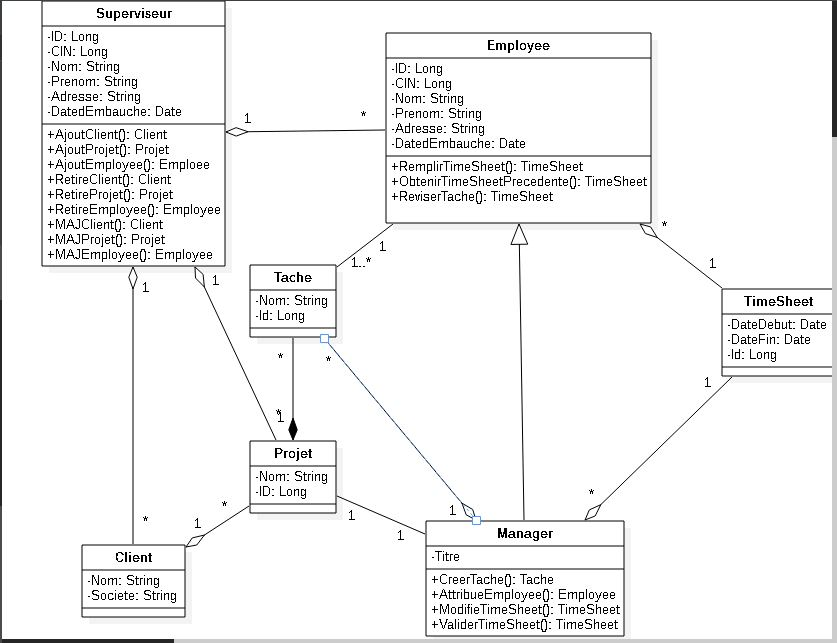 Superviseur
-ID: Long
-CIN: Long
-Nom: String
-Prenom: String
-Adresse: String
-DatedEmbauche: Date
+AjoutClient(): Client
+AjoutProjet(): Projet
+AjoutEmployee(): Emploee
+RetireClient(): Client
+RetireProjet(): Projet
+RetireEmployee(): Employee
+MAJClient(): Client
+MAJProjet(): Projet
+MAJEmployee(): Employee
1
*
Employee
-ID: Long
-CIN: Long
-Nom: String
-Prenom: String
-Adresse: String
-DatedEmbauche: Date
+RemplirTimeSheet(): TimeSheet
+ObtenirTimeSheetPrecedente(): TimeSheet
+ReviserTache(): TimeSheet
1
1..*
*
1
1
1
Tache
-Nom: String
-Id: Long
TimeSheet
-DateDebut: Date
-DateFin: Date
-Id: Long
*
*
1
*
1
Projet
-Nom: String
-ID: Long
*
1
*
1
1
1
*
Client
-Nom: String
-Societe: String
Manager
-Titre
+CreerTache(): Tache
+AttribueEmployee(): Employee
+ModifieTimeSheet(): TimeSheet
+ValiderTimeSheet(): TimeSheet